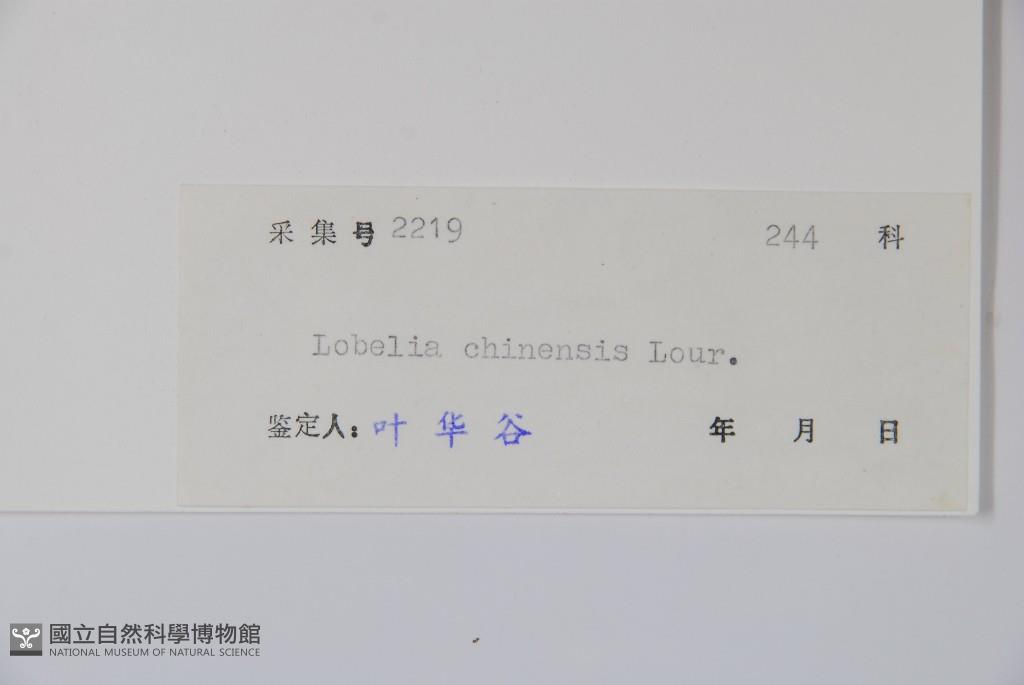 采集号 2219 244 科
Lobelia chinensis Lour.
鉴定人：叶华谷 年 月 日
國立自然科學博物館
NATIONAL MUSEUM OF NATURAL SCIENCE